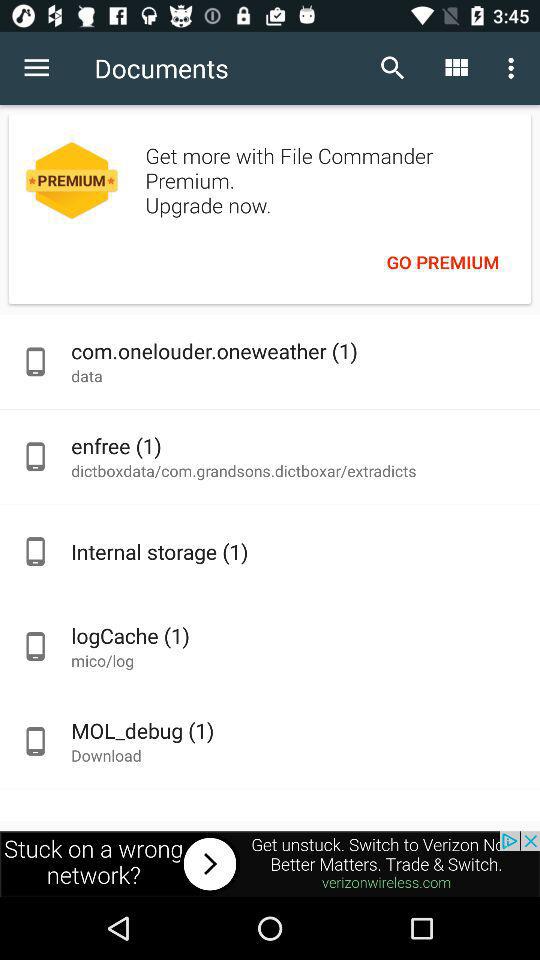 3:45
Documents
PREMIUM
Get more with File Commander
Premium.
Upgrade now.
GO PREMIUM
com.onelouder.oneweather (1)
data
enfree (1)
dictboxdata/com.grandsons.dictboxar/extradicts
Internal storage (1)
logCache (1)
mico/log
MOL_debug (1)
Download
Stuck on a wrong
network?
Get unstuck. Switch to Verizon
Better Matters. Trade & Switch.
verizonwireless.com